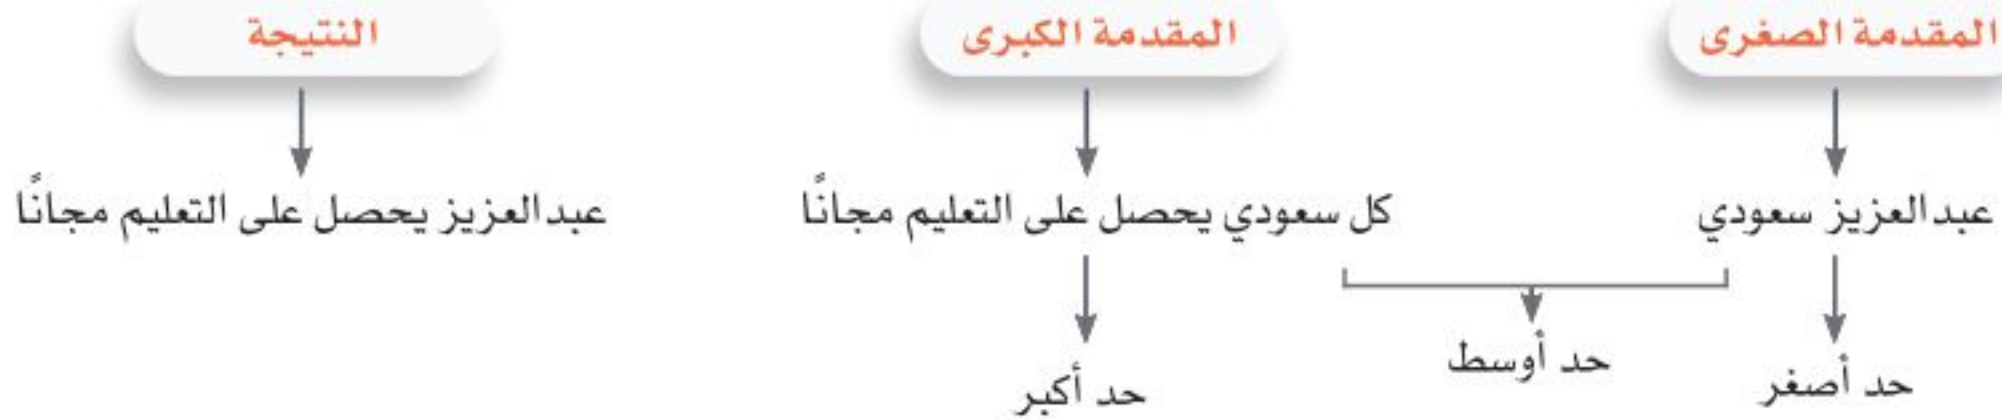 المقدمة الصغرى
المقدمة الكبرى
النتيجة
عبدالعزيز سعودي
كل سعودي يحصل على التعليم مجانًا
عبدالعزيز يحصل على التعليم مجانًا
حد أصغر
حد أوسط
حد أكبر